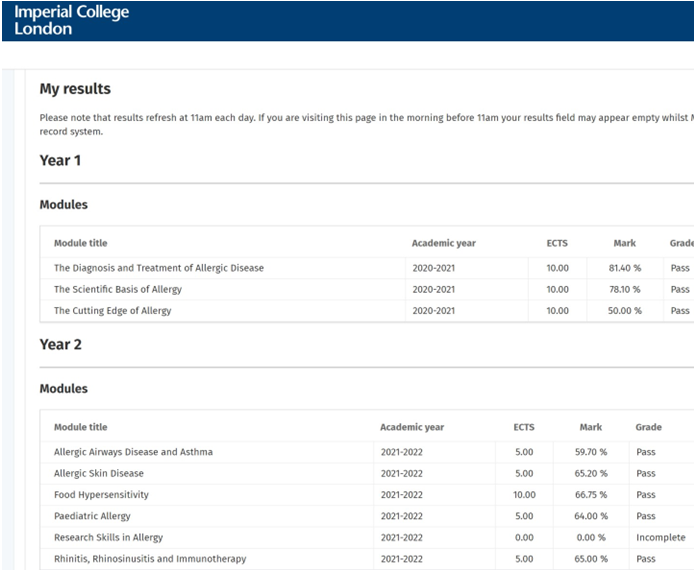 Imperial College
London
My results
Please note that results refresh at 11am each day. If you are visiting this page in the morning before 11am your results field may appear empty whilst
record system.
Year 1
Modules
Module title Academic year ECTS Mark Grade
The Diagnosis and Treatment of Allergic Disease 2020-2021 10.00 81.40 % Pass
The Scientific Basis of Allergy 2020-2021 10.00 78.10 % Pass
The Cutting Edge of Allergy 2020-2021 10.00 50.00 % Pass
Year 2
Modules
Module title Academic year ECTS Mark Grade
Allergic Airways Disease and Asthma 2021-2022 5.00 59.70 % Pass
Allergic Skin Disease 2021-2022 5.00 65.20 % Pass
Food Hypersensitivity 2021-2022 10.00 66.75 % Pass
Paediatric Allergy 2021-2022 5.00 64.00 % Pass
Research Skills in Allergy 2021-2022 0.00 0.00 % Incomplete
Rhinitis, Rhinosinusitis and Immunotherapy 2021-2022 5.00 65.00 % Pass